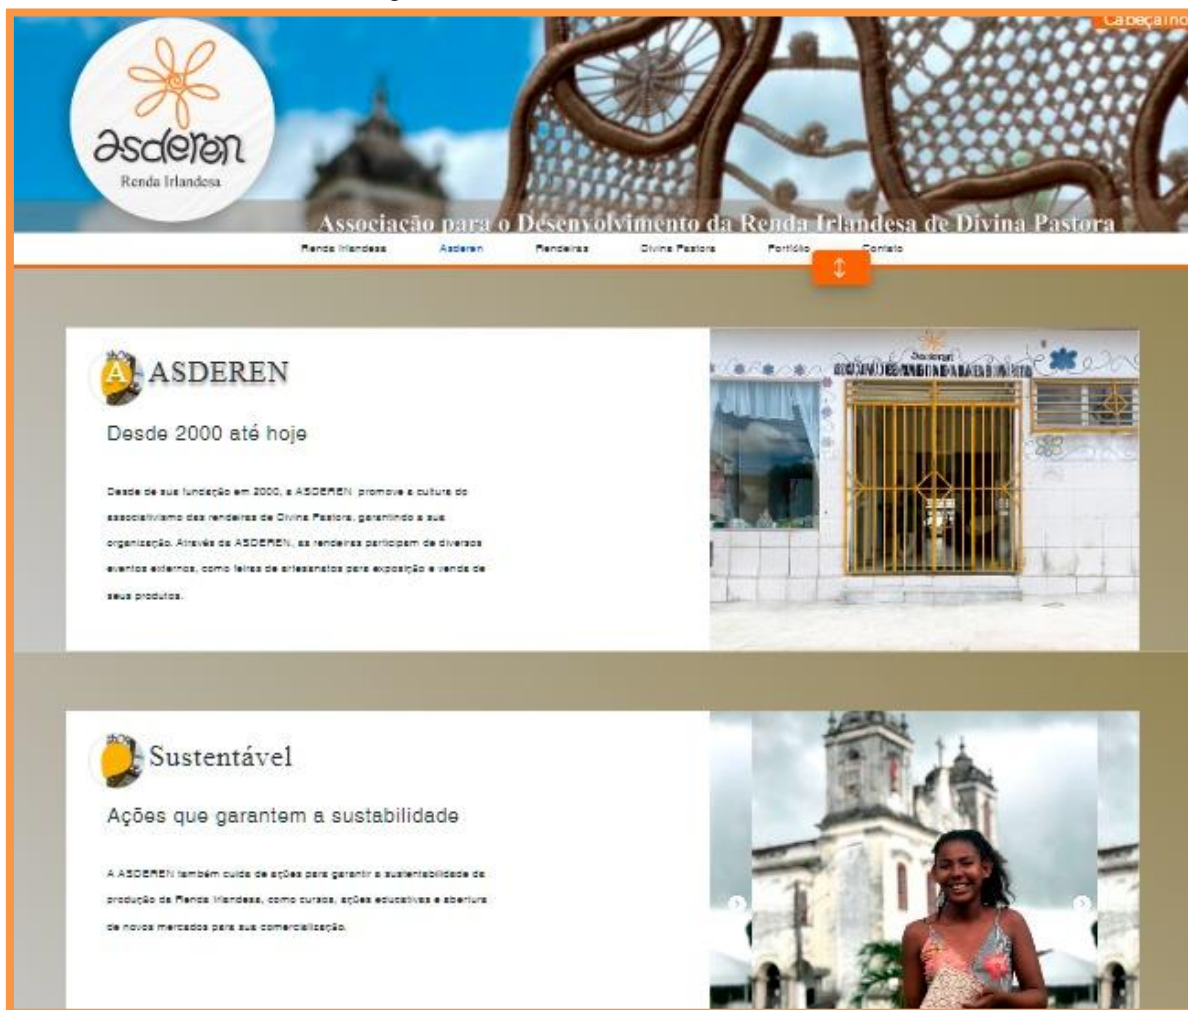 Cabeçalho
asderen
Renda Irlandesa
Associação para o Desenvolvimento da Renda Irlandesa de Divina Pastora
Renda Irlandesa Asderen Rendeiras Divina Pastora Portfólio Contato
A ASDEREN
Desde 2000 até hoje
Desde de sua fundação em 2000, a ASDEREN promove a cultura do
associativismo das rendeiras de Divina Pastora, garantindo a sua
organização. Através da ASDEREN, as rendeiras participam de diversos
eventos externos, como feiras de artesanatos para exposição e venda de
seus produtos.
Asderen
Sustentável
Ações que garantem a sustabilidade
A ASDEREN também cuida de ações para garantir a sustentabilidade da
produção da Renda Irlandesa, como cursos, ações educativas e abertura
de novos mercados para sua comercialização.